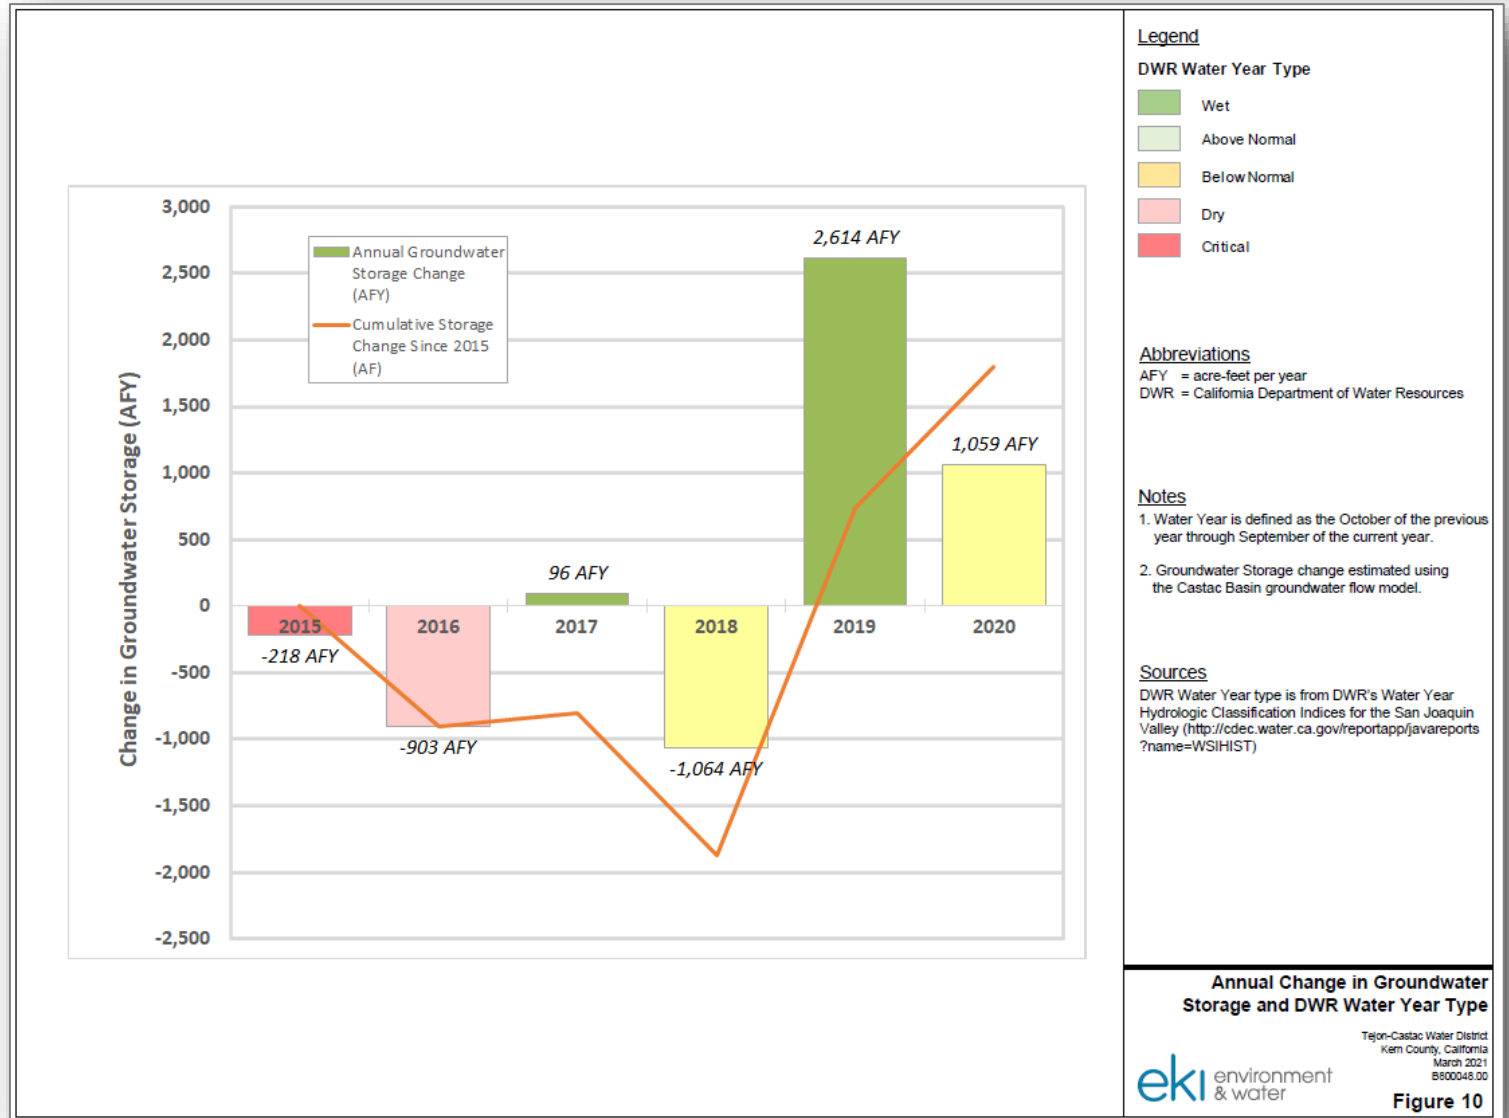 3,000
2,500
2,000
1,500
1,000
500
0
-500
-1,000
-1,500
-2,000
-2,500
Change in Groundwater Storage (AFY)
Annual Groundwater
Storage Change
(AFY)
Cumulative Storage
Change Since 2015
(AF)
2,614 AFY
1,059 AFY
96 AFY
2015
2016
2017
2018
2019
2020
-218 AFY
-903 AFY
-1,064 AFY
Legend
DWR Water Year Type
Wet
Above Normal
Below Normal
Dry
Critical
Abbreviations
AFY = acre-feet per year
DWR = California Department of Water Resources
Notes
1. Water Year is defined as the October of the previous
year through September of the current year.
2. Groundwater Storage change estimated using
the Castac Basin groundwater flow model.
Sources
DWR Water Year type is from DWR's Water Year
Hydrologic Classification Indices for the San Joaquin
Valley (http://cdec.water.ca.gov/reportapp/javareports
?name=WSIHIST)
Annual Change in Groundwater
Storage and DWR Water Year Type
Tejon-Castac Water District
Kern County, California
March 2021
B800048.00
eki environment
& water
Figure 10